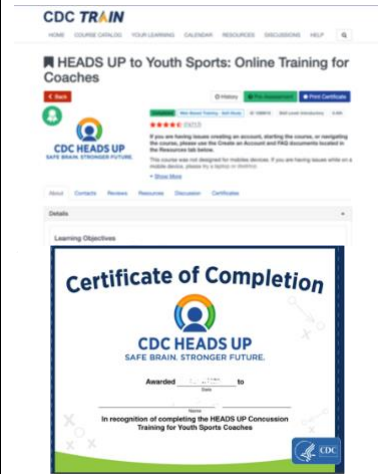 CDC TRAIN
HOME COURSE CATALOG YOUR LEARNING CALENDAR RESOURCES DISCUSSIONS HELP
HEADS UP to Youth Sports: Online Training for
Coaches
Back
History
Print Certificate
CDC HEADS UP
SAFE BRAIN. STRONGER FUTURE.
If you are having issues creating an account, starting the course, or navigating
the course, please use the Create an Account and FAQ documents located in
the Resources tab below.
This course was not designed for mobiles devices. If you are having issues while on a
mobile device, please try a laptop or desktop.
+ Show More
About Contacts Reviews Resources Discussion Certificates
Details
Learning Objectives
Certificate of Completion
CDC HEADS UP
SAFE BRAIN. STRONGER FUTURE.
Awarded to
Date
Name
In recognition of completing the HEADS UP Concussion
Training for Youth Sports Coaches
CDC